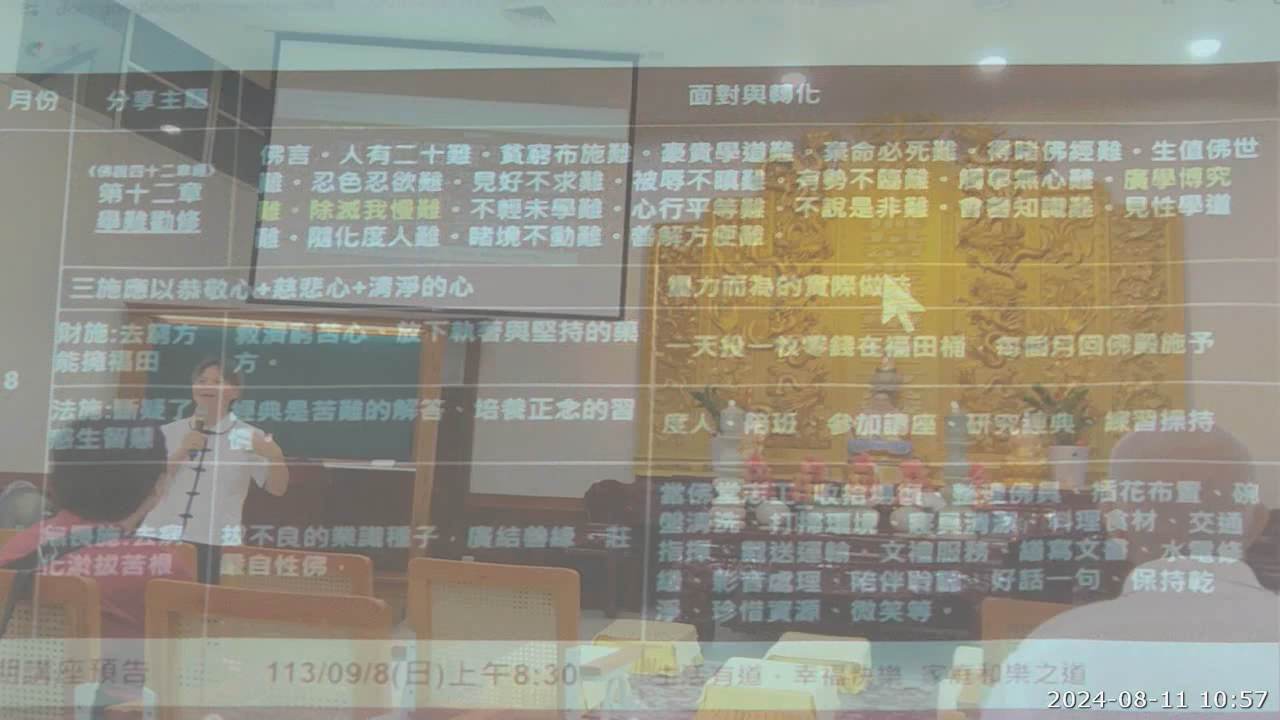 月份 分享主題 面對與轉化
《佛說四十二章經》
第十二章
舉難勤修
佛言。人有二十難。貧窮布施難。豪貴學道難。棄命必死難。得睹佛經難。生值佛世
難。忍色忍欲難。見好不求難。被辱不瞋難。有勢不臨難。觸事無心難。廣學博究
難。除滅我慢難。不輕未學難。心行平等難。不說是非難。會善知識難。見性學道
難。隨化度人難。睹境不動難。善解方便難。
三施應以恭敬心+慈悲心+清淨的心 量力而為的實際做法
8
財施:去窮方
能擁福田
救濟窮苦心、放下執著與堅持的藥
方。
一天投一枚零錢在福田桶 每個月回佛殿施予
法施:斷疑了
惑生智慧
經典是苦難的解答、培養正念的習
度人、陪班、參加講座、研究經典、練習操持
無畏施:去
化淤拔苦根
拔不良的業識種子、廣結善緣、莊
嚴自性佛。
當佛堂志工、收拾 整理佛具、插花布置、碗
盤清洗、打掃環境、 料理食材、交通
指揮、載送運輸、文檔服務、繕寫文書、水電修
繕、影音處理、陪伴聆聽、好話一句、保持乾
淨、珍惜資源、微笑等。
期講座預告 113/09/8(日)上午8:30 生活有道。幸福快樂 家庭和樂之道
2024-08-11 10:57